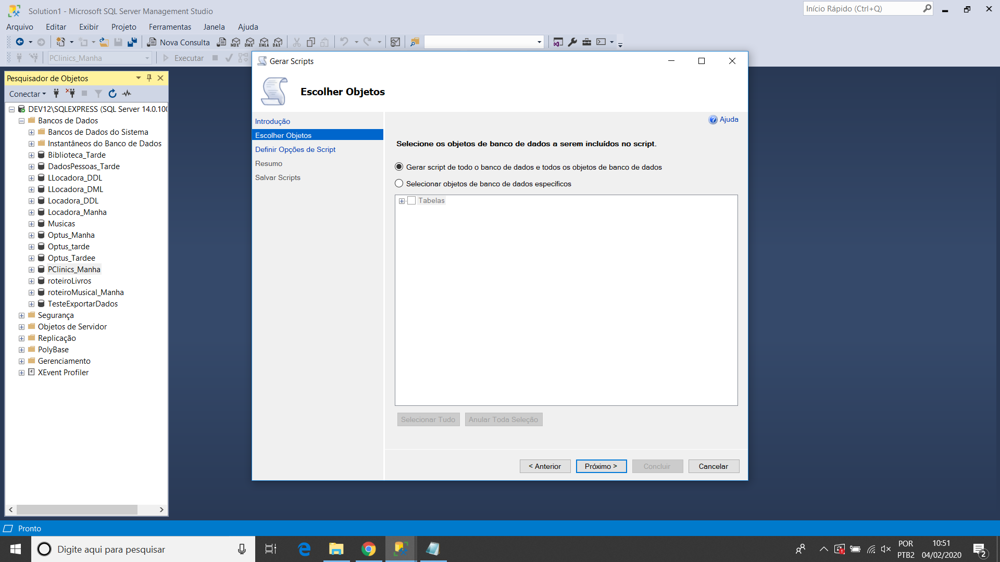 Solution1 - Microsoft SQL Server Management Studio
Início Rápido (Ctrl+Q)
Arquivo Editar Exibir Projeto Ferramentas Janela Ajuda
Nova Consulta MDX DMX XMLA DAX
PClinics_Manha Executar
Gerar Scripts
Escolher Objetos
Pesquisador de Objetos
Conectar
DEV12\SQLEXPRESS (SQL Server 14.0.100
Bancos de Dados
Bancos de Dados do Sistema
Instantâneos do Banco de Dados
Biblioteca_Tarde
DadosPessoas_Tarde
LLocadora_DDL
LLocadora_DML
Locadora_DDL
Locadora_Manha
Musicas
Optus_Manha
Optus_tarde
Optus_Tardee
PClinics_Manha
roteiroLivros
roteiroMusical_Manha
TesteExportarDados
Segurança
Objetos de Servidor
Replicação
PolyBase
Gerenciamento
XEvent Profiler
Introdução
Escolher Objetos
Definir Opções de Script
Resumo
Salvar Scripts
Ajuda
Selecione os objetos de banco de dados a serem incluídos no script.
Gerar script de todo o banco de dados e todos os objetos de banco de dados
Selecionar objetos de banco de dados específicos
Tabelas
Selecionar Tudo Anular Toda Seleção
< Anterior Próximo > Concluir Cancelar
Pronto
Digite aqui para pesquisar
POR
PTB2
10:51
04/02/2020
2